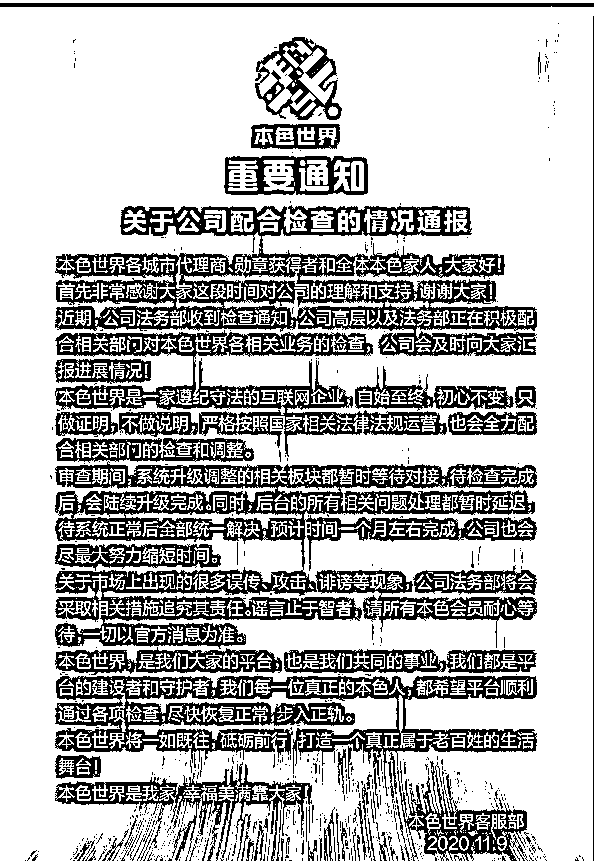 本色世界
重要通知
关于公司配合检查的情况通报
本色世界各城市代理商、勋章获得者和全体本色家人,大家好!
首先非常感谢大家这段时间对公司的理解和支持,谢谢大家!
近期,公司法务部收到检查通知,公司高层以及法务部正在积极配
合相关部门对本色世界各相关业务的检查,公司会及时向大家汇
报进展情况!
本色世界是一家遵纪守法的互联网企业,自始至终,初心不变,只
做证明,不做说明,严格按照国家相关法律法规运营,也会全力配
合相关部门的检查和调整。
审查期间,系统升级调整的相关板块都暂时等待对接,待检查完成
后,会陆续升级完成.同时,后台的所有相关问题处理都暂时延迟,
待系统正常后全部统一解决,预计时间一个月左右完成,公司也会
尽最大努力缩短时间。
关于市场上出现的很多误传、攻击、诽谤等现象,公司法务部将会
采取相关措施追究其责任.谣言止于智者,请所有本色会员耐心等
待,一切以官方消息为准。
本色世界,是我们大家的平台,也是我们共同的事业,我们都是平
台的建设者和守护者,我们每一位真正的本色人,都希望平台顺利
通过各项检查,尽快恢复正常,步入正轨。
本色世界将一如既往,砥砺前行,打造一个真正属于老百姓的生活
舞台!
本色世界是我家,幸福美满靠大家!
本色世界客服部
2020.11.9